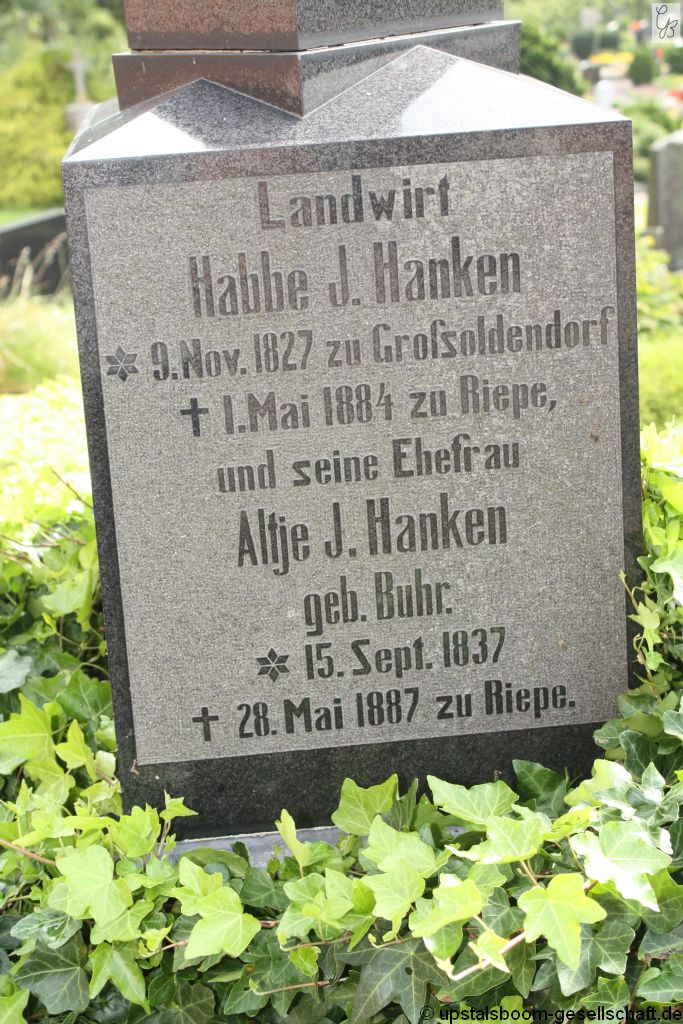 Landwirt
Habbe J. Hanken
* 9. Nov. 1827 zu Grofsoldendorf
† 1. Mai 1884 zu Riepe,
und seine Ehefrau
Altje J. Hanken
geb. Buhr.
* 15. Sept. 1837
† 28. Mai 1887 zu Riepe.
© upstalsboom-gesellschaft.de